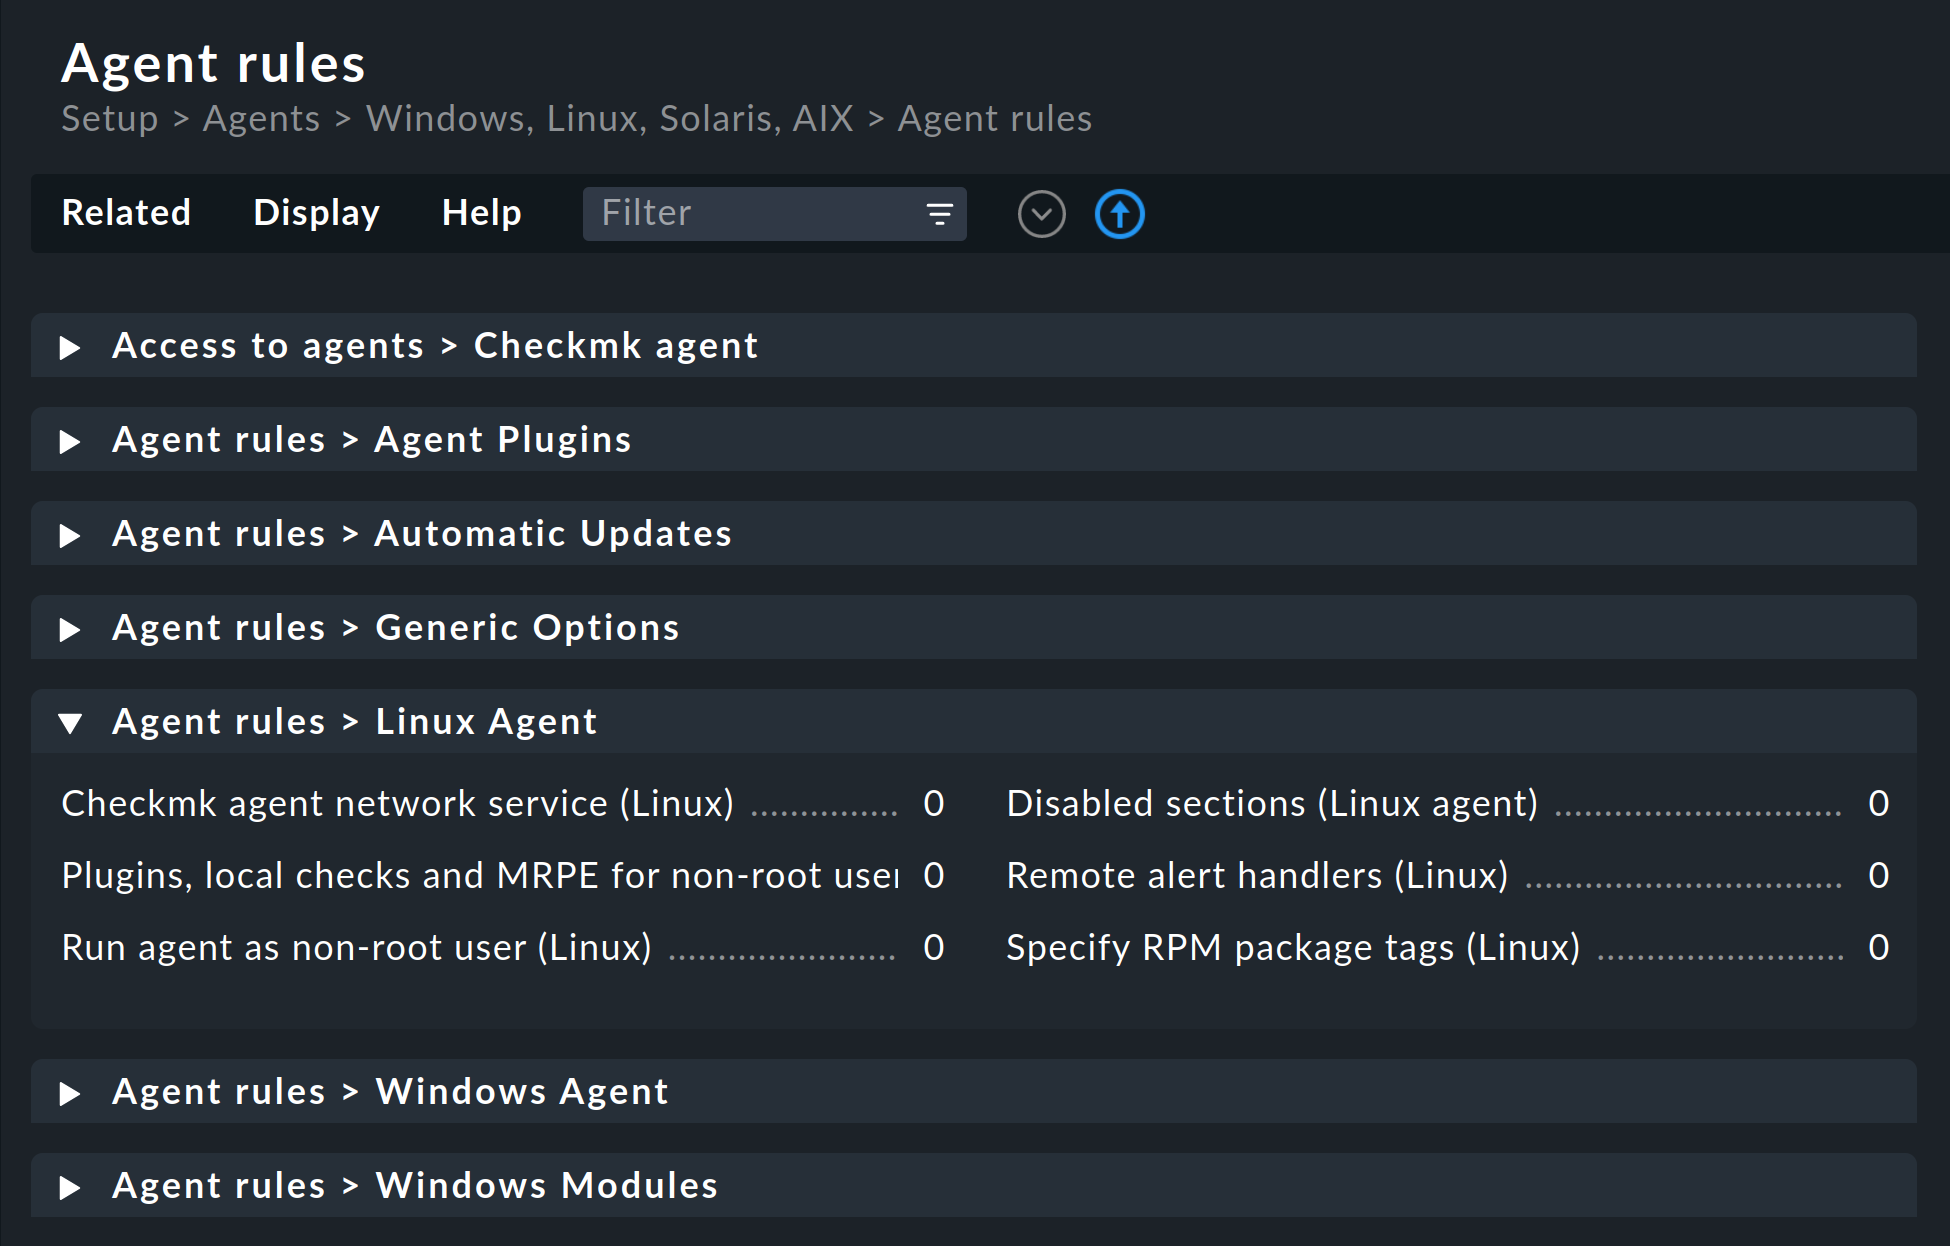 Agent rules
Setup > Agents > Windows, Linux, Solaris, AIX > Agent rules
Related Display Help Filter
Access to agents > Checkmk agent
Agent rules > Agent Plugins
Agent rules > Automatic Updates
Agent rules > Generic Options
Agent rules > Linux Agent
Checkmk agent network service (Linux) ............... 0 Disabled sections (Linux agent) ............................. 0
Plugins, local checks and MRPE for non-root user 0 Remote alert handlers (Linux) ................................ 0
Run agent as non-root user (Linux) ....................... 0 Specify RPM package tags (Linux) ......................... 0
Agent rules > Windows Agent
Agent rules > Windows Modules